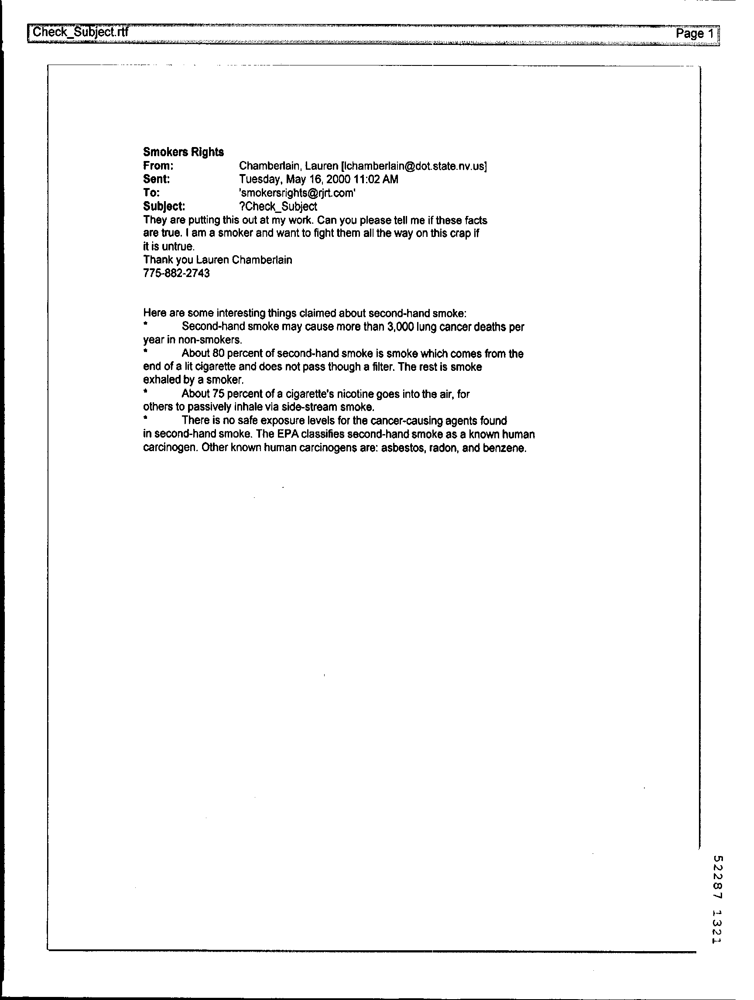 Check_Subject.rtf Page 1
Smokers Rights
From: Chamberlain, Lauren [lchamberlain@dot.state.nv.us]
Sent: Tuesday, May 16, 2000 11:02 AM
To: 'smokersrights@rjrt.com'
Subject: ?Check_Subject
They are putting this out at my work. Can you please tell me if these facts
are true. I am a smoker and want to fight them all the way on this crap if
it is untrue.
Thank you Lauren Chamberlain
775-882-2743
Here are some interesting things claimed about second-hand smoke:
* Second-hand smoke may cause more than 3,000 lung cancer deaths per
year in non-smokers.
* About 80 percent of second-hand smoke is smoke which comes from the
end of a lit cigarette and does not pass though a filter. The rest is smoke
exhaled by a smoker.
* About 75 percent of a cigarette's nicotine goes into the air, for
others to passively inhale via side-stream smoke.
* There is no safe exposure levels for the cancer-causing agents found
in second-hand smoke. The EPA classifies second-hand smoke as a known human
carcinogen. Other known human carcinogens are: asbestos, radon, and benzene.
52287 1321